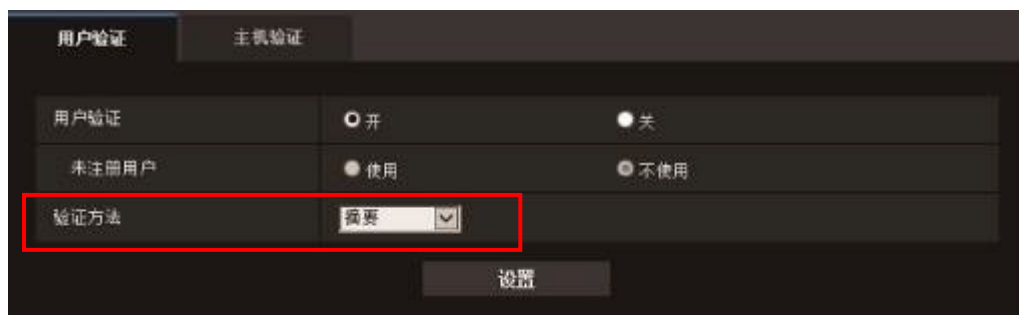 用户验证 主机验证
用户验证 开 关
未注册用户 使用 不使用
验证方法 摘要
设置